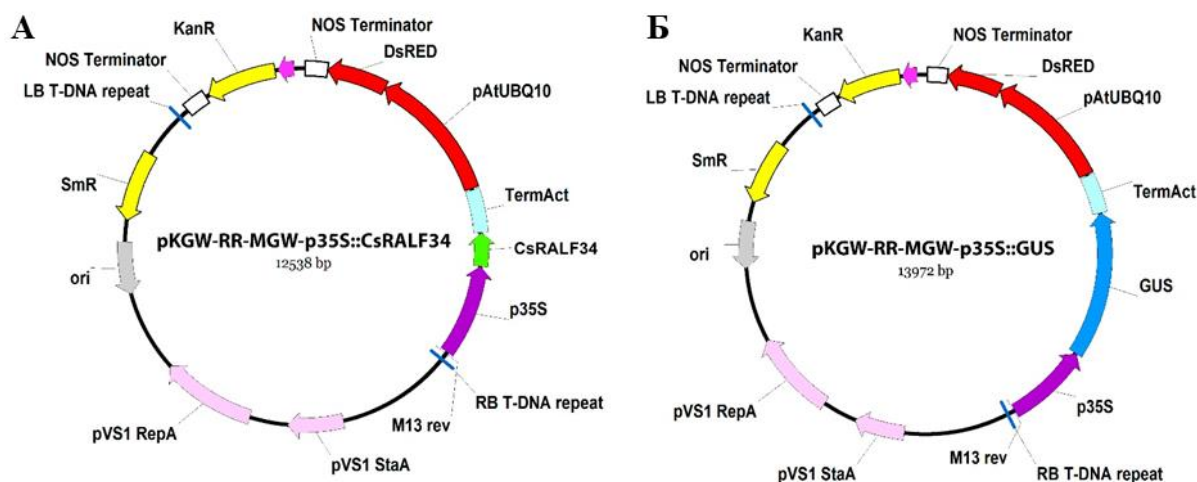 А
NOS Terminator
KanR
DsRED
NOS Terminator
pAtUBQ10
LB T-DNA repeat
SmR
TermAct
pKGW-RR-MGW-p35S::CsRALF34
12538 bp
CsRALF34
ori
p35S
RB T-DNA repeat
M13 rev
pVS1 RepA
pVS1 StaA
Б
NOS Terminator
KanR
DsRED
NOS Terminator
pAtUBQ10
LB T-DNA repeat
SmR
TermAct
pKGW-RR-MGW-p35S::GUS
13972 bp
ori
GUS
p35S
pVS1 RepA
M13 rev
pVS1 StaA
RB T-DNA repeat